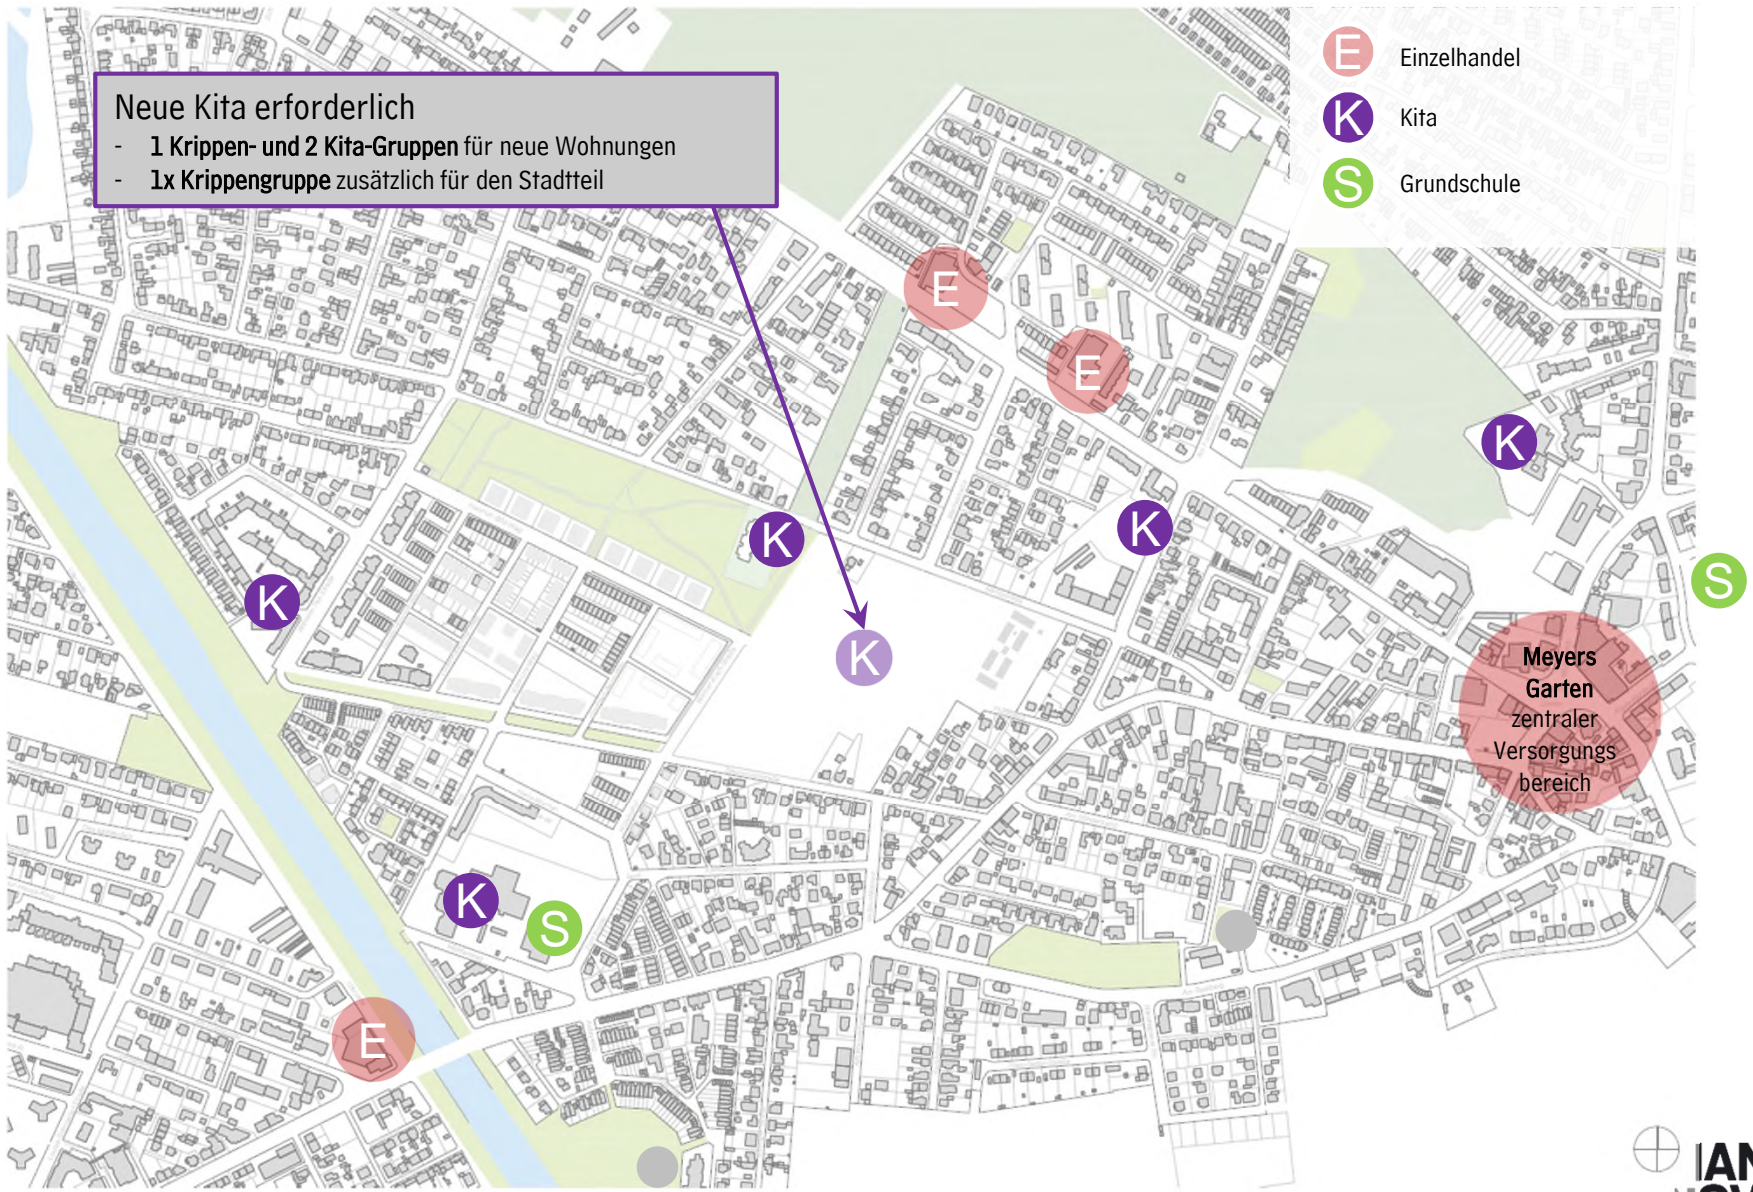 Neue Kita erforderlich
- 1 Krippen- und 2 Kita-Gruppen für neue Wohnungen
- 1x Krippengruppe zusätzlich für den Stadtteil
E Einzelhandel
K Kita
S Grundschule
E
E
K
K
K
K
S
K
Meyers
Garten
zentraler
Versorgungs
bereich
K
S
E